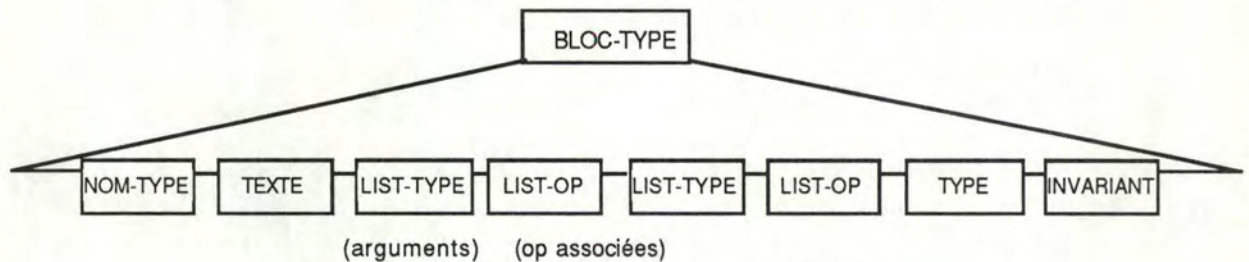 BLOC-TYPE
NOM-TYPE TEXTE LIST-TYPE LIST-OP LIST-TYPE LIST-OP TYPE INVARIANT
(arguments) (op associées)